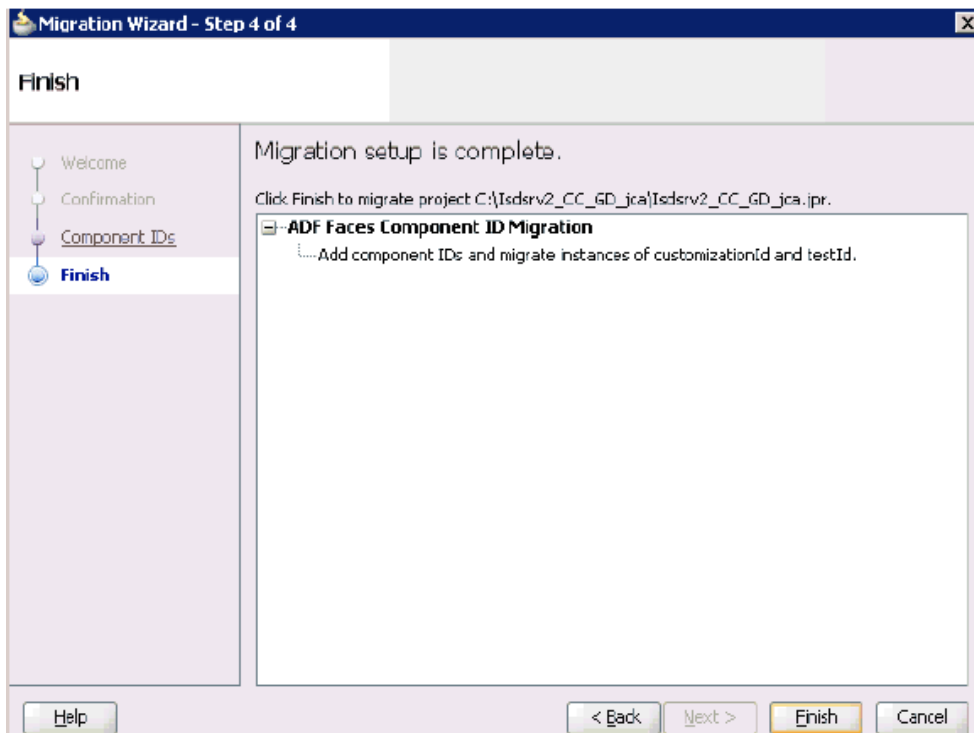 Migration Wizard - Step 4 of 4
Finish
Welcome
Confirmation
Component IDs
Finish
Migration setup is complete.
Click Finish to migrate project C:\Isdsrv2_CC_GD_jca\Isdsrv2_CC_GD_jca.jpr.
ADF Faces Component ID Migration
Add component IDs and migrate instances of customizationId and testId.
Help
< Back
Next >
Finish
Cancel